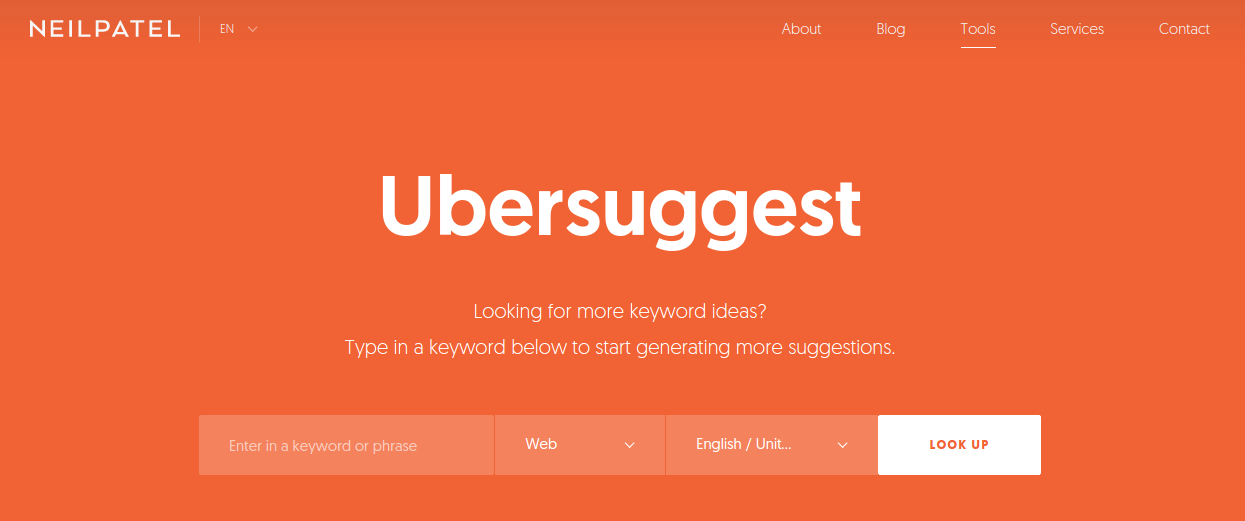 NEILPATEL EN About Blog Tools Services Contact
Ubersuggest
Looking for more keyword ideas?
Type in a keyword below to start generating more suggestions.
Enter in a keyword or phrase Web English / Unit... LOOK UP